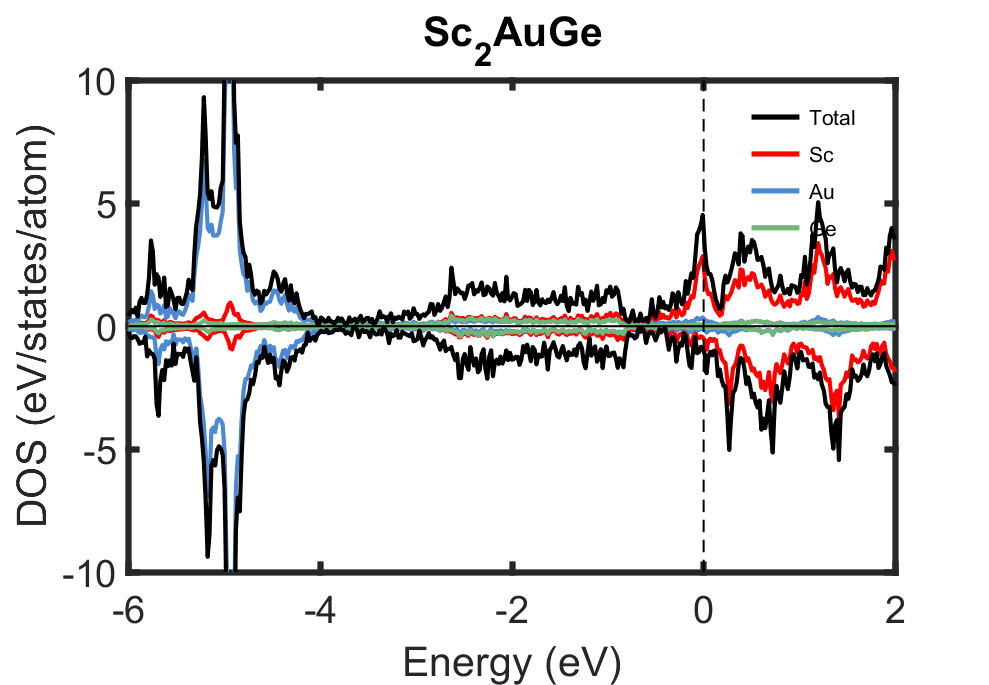 Sc₂AuGe
DOS (eV/states/atom)
10
5
0
-5
-10
Total
Sc
Au
Ge
-6
-4
-2
0
2
Energy (eV)